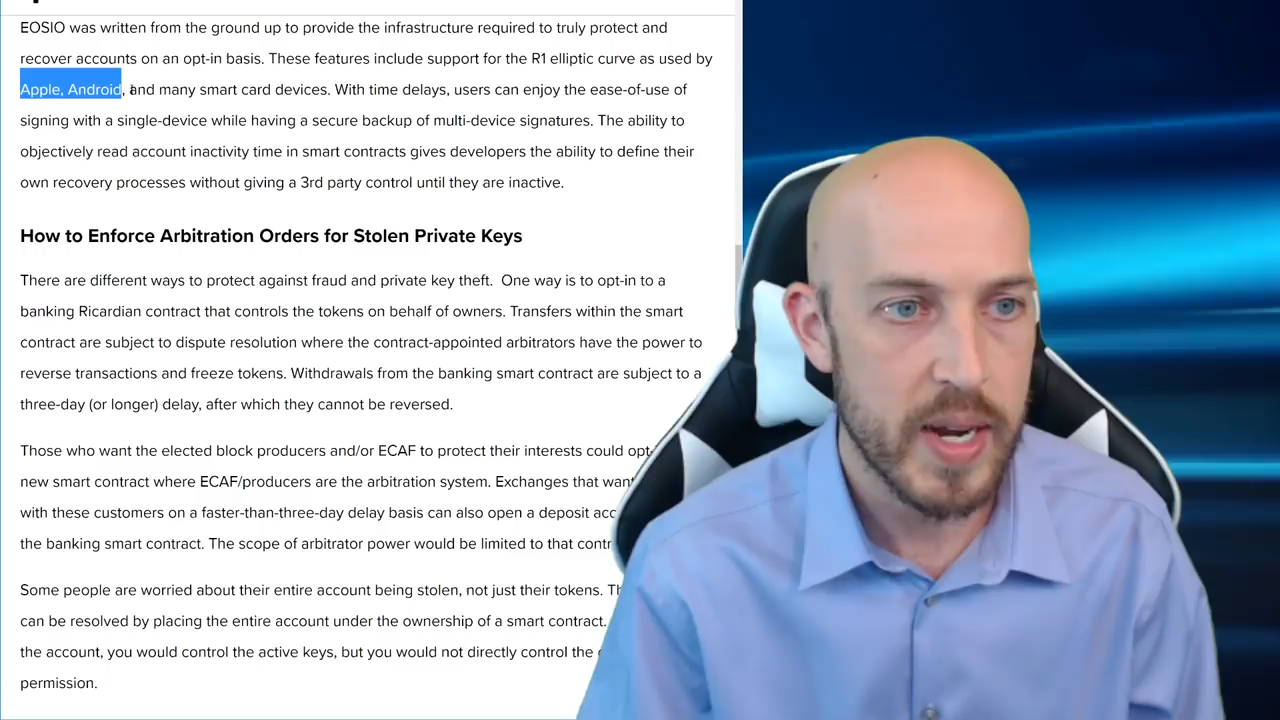 EOSIO was written from the ground up to provide the infrastructure required to truly protect and
recover accounts on an opt-in basis. These features include support for the R1 elliptic curve as used by
Apple, Android, and many smart card devices. With time delays, users can enjoy the ease-of-use of
signing with a single-device while having a secure backup of multi-device signatures. The ability to
objectively read account inactivity time in smart contracts gives developers the ability to define their
own recovery processes without giving a 3rd party control until they are inactive.
How to Enforce Arbitration Orders for Stolen Private Keys
There are different ways to protect against fraud and private key theft. One way is to opt-in to a
banking Ricardian contract that controls the tokens on behalf of owners. Transfers within the smart
contract are subject to dispute resolution where the contract-appointed arbitrators have the power to
reverse transactions and freeze tokens. Withdrawals from the banking smart contract are subject to a
three-day (or longer) delay, after which they cannot be reversed.
Those who want the elected block producers and/or ECAF to protect their interests could opt-
new smart contract where ECAF/producers are the arbitration system. Exchanges that want
with these customers on a faster-than-three-day delay basis can also open a deposit
the banking smart contract. The scope of arbitrator power would be limited to that
Some people are worried about their entire account being stolen, not just their tokens.
can be resolved by placing the entire account under the ownership of a smart contract.
the account, you would control the active keys, but you would not directly control the
permission.